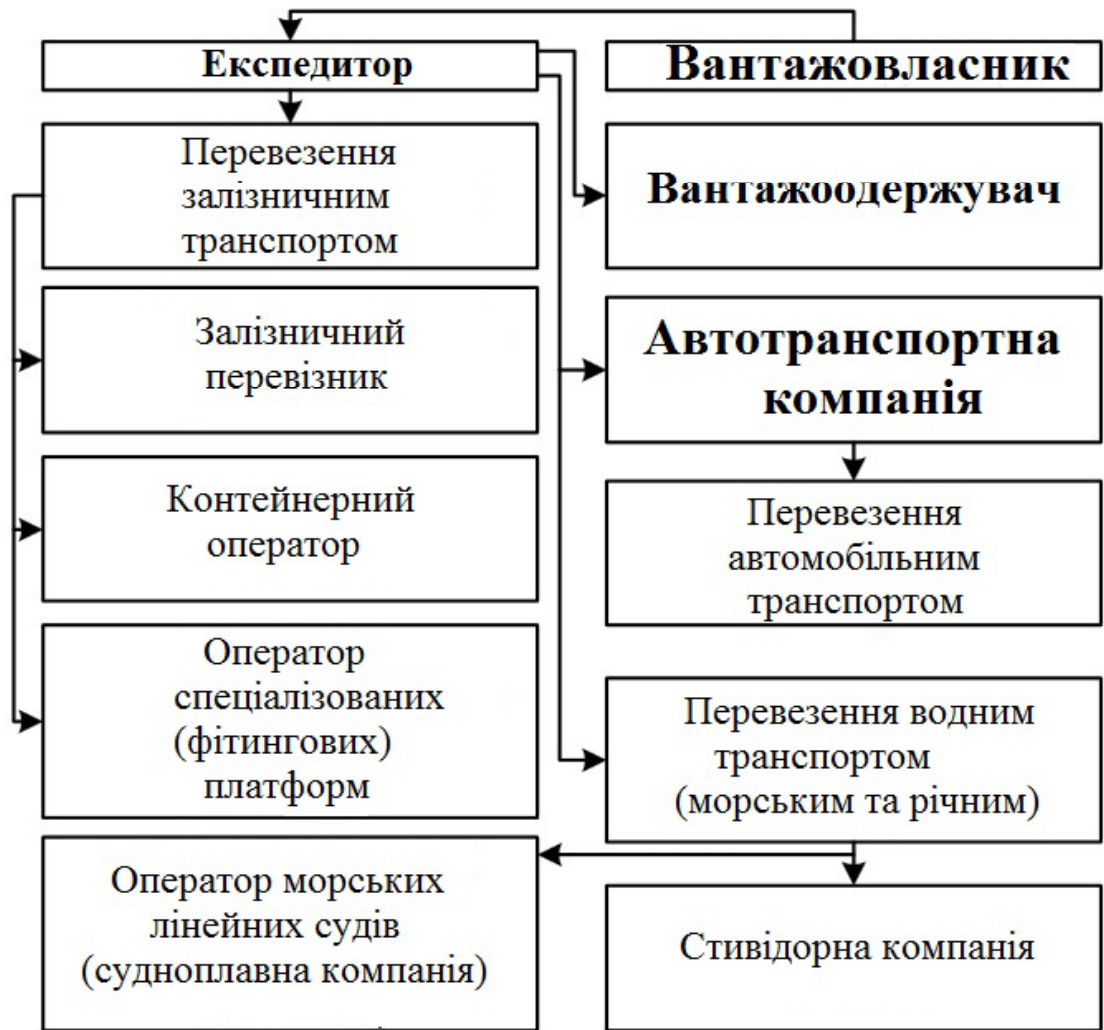 Експедитор
Вантажовласник
Перевезення
залізничним
транспортом
Вантажоодержувач
Залізничний
перевізник
Автотранспортна
компанія
Контейнерний
оператор
Перевезення
автомобільним
транспортом
Оператор
спеціалізованих
(фітингових)
платформ
Перевезення водним
транспортом
(морським та річним)
Оператор морських
лінейних судів
(судноплавна компанія)
Стивідорна компанія